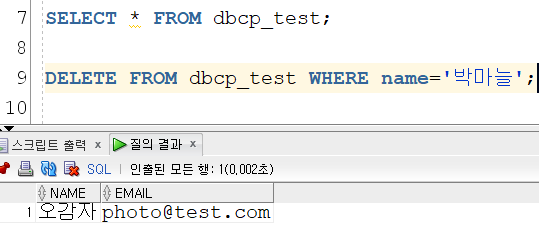 7 SELECT * FROM dbcp_test;
8
9 DELETE FROM dbcp_test WHERE name='박마늘';
10
스크립트 출력 × 질의 결과 ×
SQL | 인출된 모든 행: 1(0,002초)
NAME EMAIL
1 오감자 photo@test.com